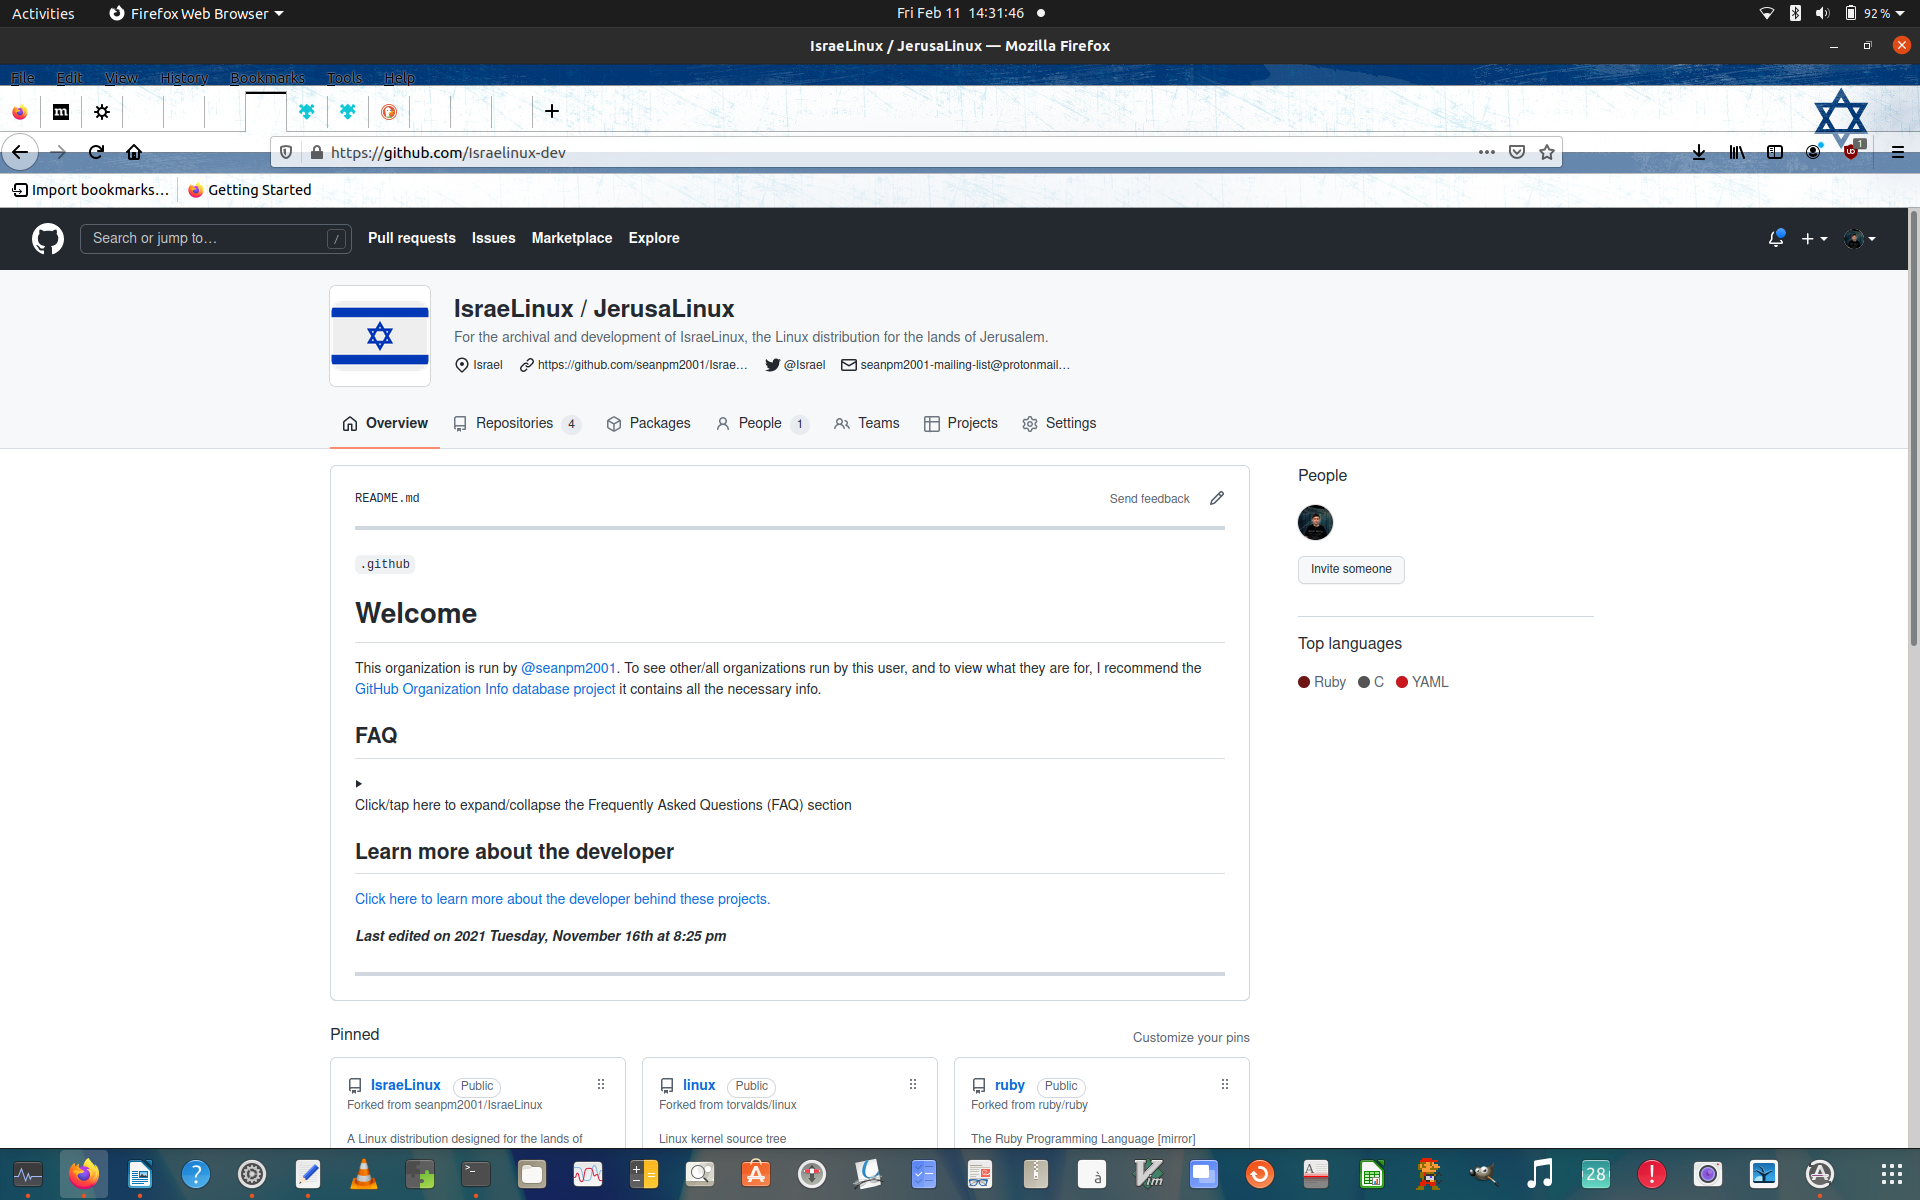 Activities
Firefox Web Browser
Fri Feb 11 14:31:46
92 %
IsraeLinux / JerusaLinux — Mozilla Firefox
File Edit View History Bookmarks Tools Help
https://github.com/Israelinux-dev
1
Import bookmarks... Getting Started
Search or jump to... /
Pull requests Issues Marketplace Explore
IsraeLinux / JerusaLinux
For the archival and development of IsraeLinux, the Linux distribution for the lands of Jerusalem.
Israel https://github.com/seanpm2001/Israe... @Israel seanpm2001-mailing-list@protonmail...
Overview Repositories 4 Packages People 1 Teams Projects Settings
README.md
Send feedback
.github
Welcome
This organization is run by @seanpm2001. To see other/all organizations run by this user, and to view what they are for, I recommend the
GitHub Organization Info database project it contains all the necessary info.
FAQ
Click/tap here to expand/collapse the Frequently Asked Questions (FAQ) section
Learn more about the developer
Click here to learn more about the developer behind these projects.
Last edited on 2021 Tuesday, November 16th at 8:25 pm
People
Invite someone
Top languages
Ruby C YAML
Pinned
Customize your pins
IsraeLinux Public
Forked from seanpm2001/IsraeLinux
A Linux distribution designed for the lands of
linux Public
Forked from torvalds/linux
Linux kernel source tree
ruby Public
Forked from ruby/ruby
The Ruby Programming Language [mirror]
28